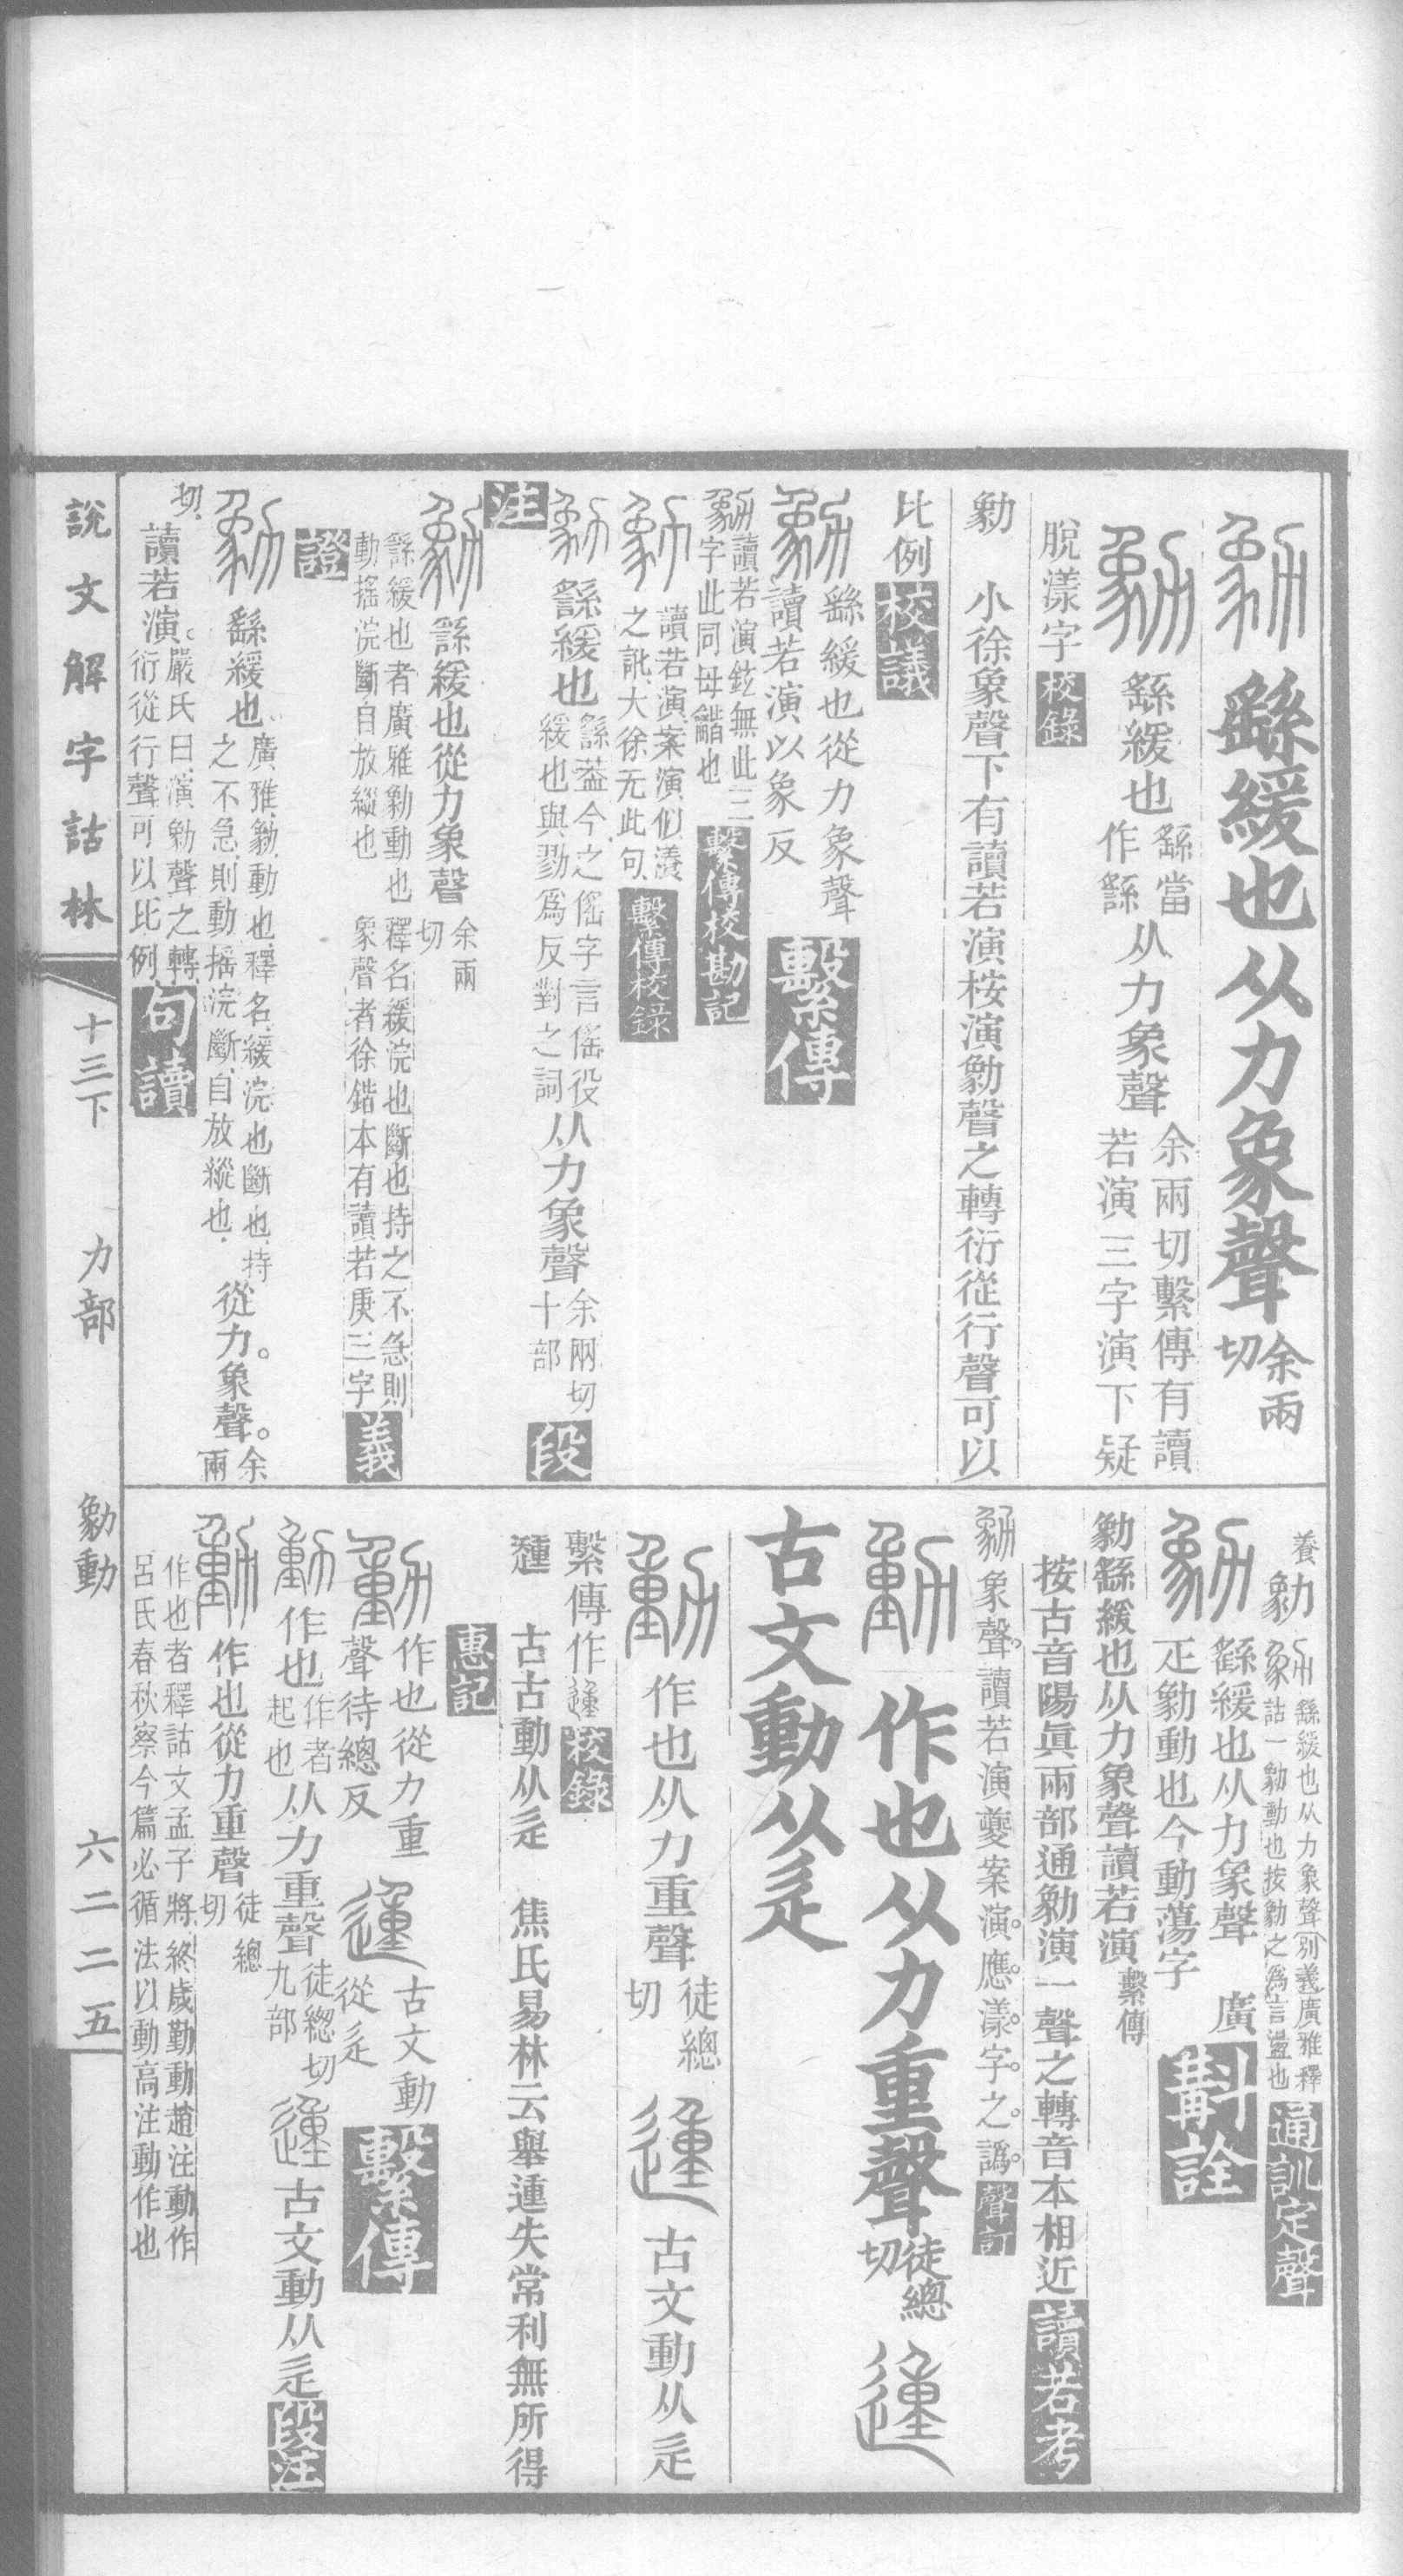 繇緩也从力象聲余兩切
繇緩也繇當作䌛从力象聲余兩切繫傳有讀若演三字演下疑
脫漾字校錄
勨 小徐象聲下有讀若演桉演勨聲之轉衍從行聲可以
比例校議
繇緩也從力象聲讀若演以象反繫傳
讀若演鉉無此三字此同毋鍇也繫傳校勘記
讀若演案演似漾之訛大徐无此句繫傳校錄
繇緩也繇葢今之傜字言傜役緩也與勠爲反對之詞从力象聲余兩切十部段
注
繇緩也從力象聲余兩切
繇緩也者廣雅勨動也釋名緩浣也斷也持之不急則動搖浣斷自放縱也象聲者徐鍇本有讀若庚三字義
證
繇緩也廣雅勨動也釋名緩浣也斷也持之不急則動搖浣斷自放縱也從力象聲。余兩
切讀若演。嚴氏曰演勨聲之轉衍從行聲可以比例句讀
養勨繇緩也从力象聲別義廣雅釋詁一勨動也按勨之爲言盪也通訓定聲
繇緩也从力象聲 廣疋勨動也今動蕩字斠詮
勨繇緩也从力象聲讀若演繫傳
按古音陽真兩部通勨演一聲之轉音本相近讀若考
象聲。讀若演夔案演。應。漾。字。之。譌。聲訂
作也从力重聲徒總切
古文動从辵
作也从力重聲徒總切 古文動从辵
繫傳作𨔝校錄
𨔝 古古動从辵 焦氏易林云舉運失常利無所得
惠記
作也從力重聲待總反 古文動從辵繫傳
作也作者起也从力重聲徒總切九部 古文動从辵段注
作也從力重聲徒總切
作也者釋詁文孟子將終歲勤動趙注動作呂氏春秋察今篇必循法以動高注動作也
說文解字詁林 十三下 力部 勨動 六二二五